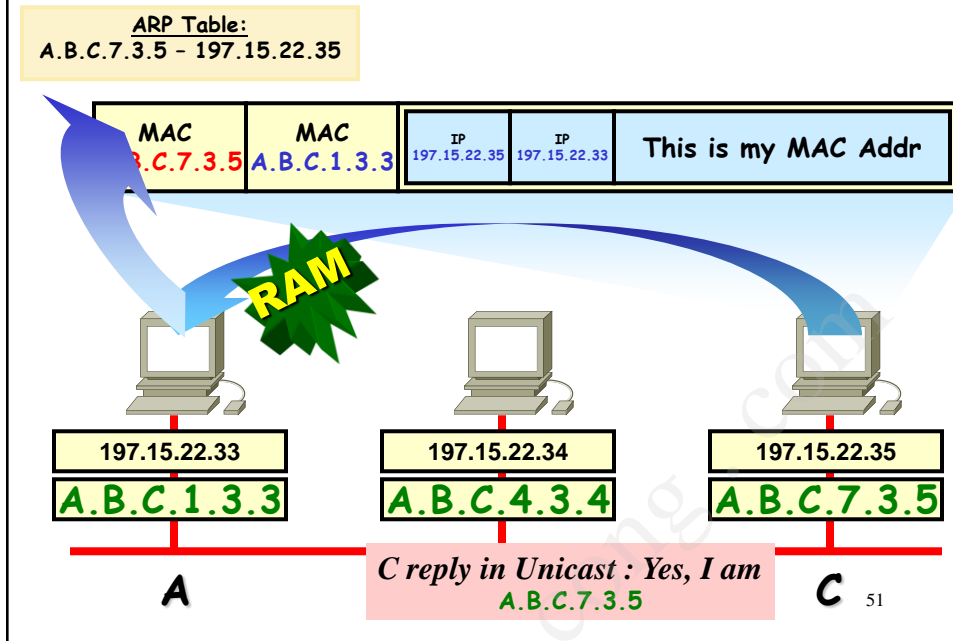 ARP Table:
A.B.C.7.3.5 – 197.15.22.35
MAC
B.C.7.3.5
MAC
A.B.C.1.3.3
IP
197.15.22.35
IP
197.15.22.33
This is my MAC Addr
RAM
197.15.22.33
197.15.22.34
197.15.22.35
A.B.C.1.3.3
A.B.C.4.3.4
A.B.C.7.3.5
C reply in Unicast : Yes, I am
A.B.C.7.3.5
A
C
51